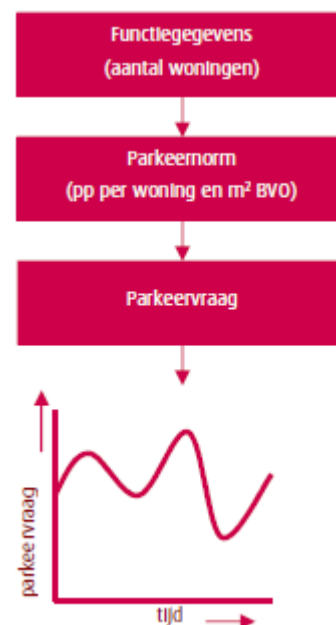 Functiegegevens
(aantal woningen)
Parkeernorm
(pp per woning en m² BVO)
Parkeervraag
parkeervraag
tijd